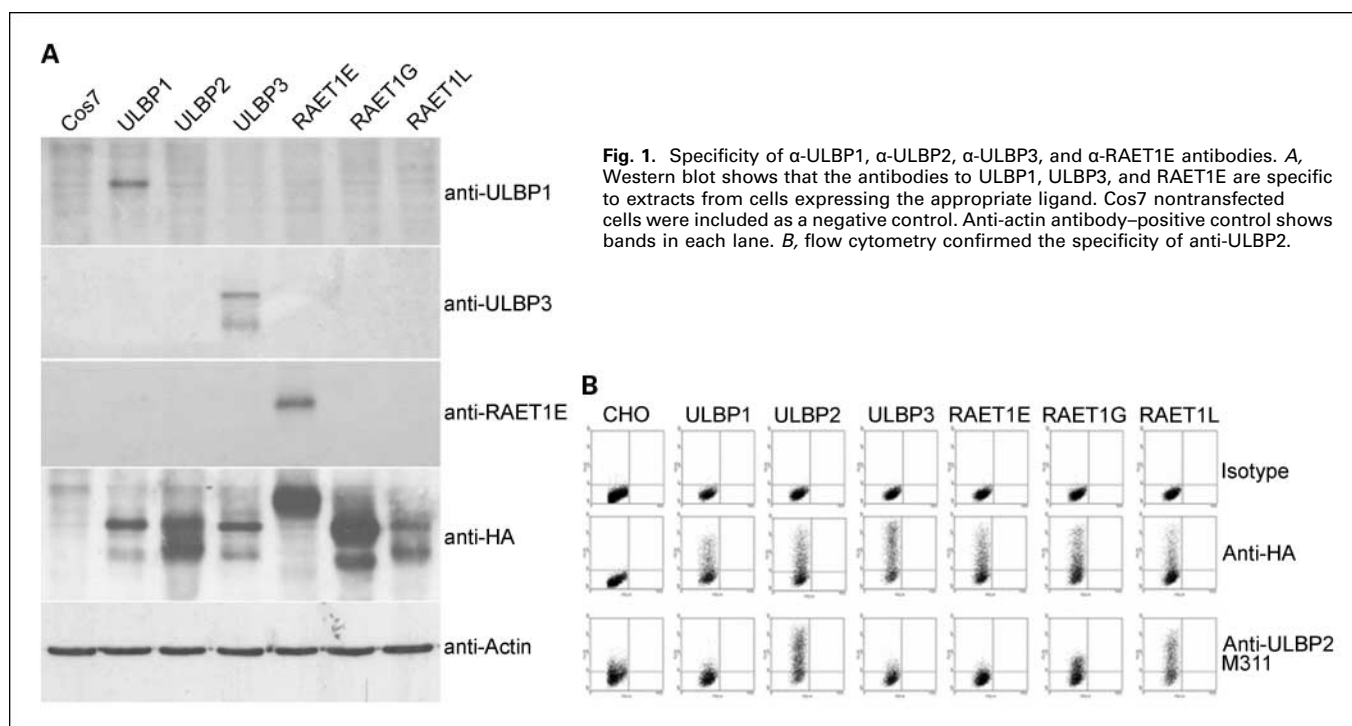 A
Cos7 ULBP1 ULBP2 ULBP3 RAET1E RAET1G RAET1L
anti-ULBP1
anti-ULBP3
anti-RAET1E
anti-HA
anti-Actin
Fig. 1. Specificity of α-ULBP1, α-ULBP2, α-ULBP3, and α-RAET1E antibodies. A,
Western blot shows that the antibodies to ULBP1, ULBP3, and RAET1E are specific
to extracts from cells expressing the appropriate ligand. Cos7 nontransfected
cells were included as a negative control. Anti-actin antibody–positive control shows
bands in each lane. B, flow cytometry confirmed the specificity of anti-ULBP2.
B
CHO ULBP1 ULBP2 ULBP3 RAET1E RAET1G RAET1L
Isotype
Anti-HA
Anti-ULBP2
M311